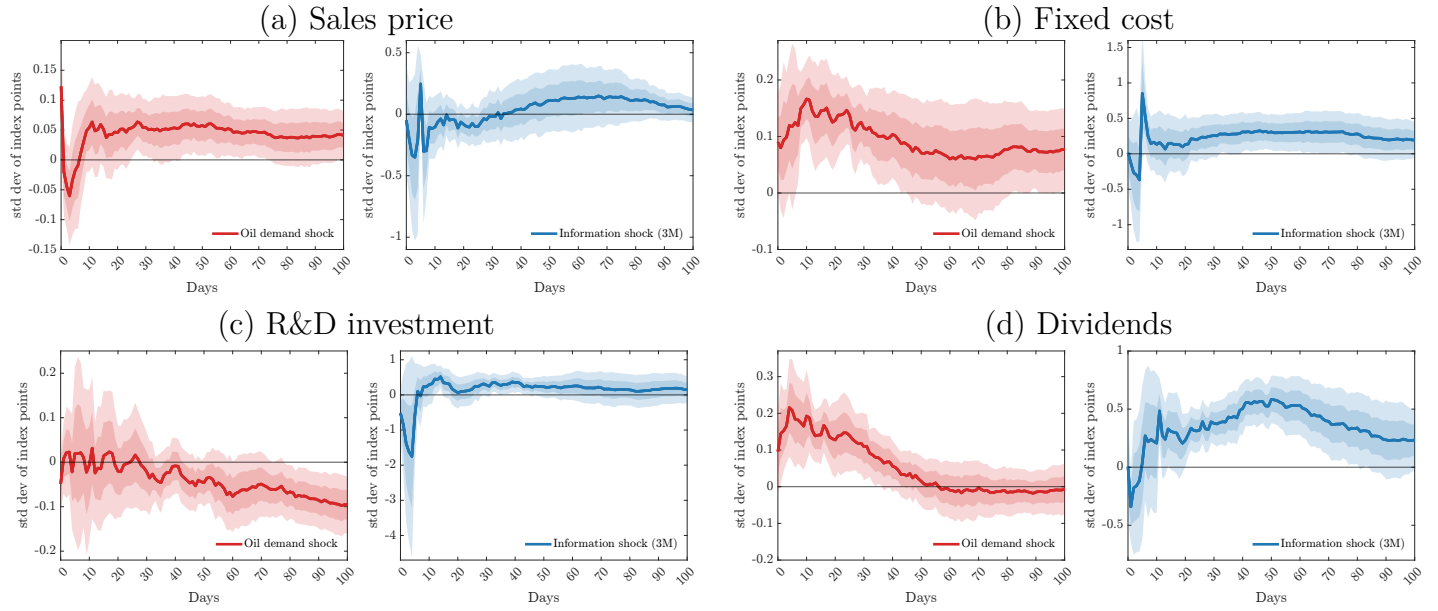 (a) Sales price
std dev of index points
0.15
0.1
0.05
0
-0.05
-0.1
-0.15
Oil demand shock
0 10 20 30 40 50 60 70 80 90 100
Days
std dev of index points
0.5
0
-0.5
-1
Information shock (3M)
0 10 20 30 40 50 60 70 80 90 100
Days
(b) Fixed cost
std dev of index points
0.2
0.1
0
-0.1
Oil demand shock
0 10 20 30 40 50 60 70 80 90 100
Days
std dev of index points
1.5
1
0.5
0
-0.5
-1
Information shock (3M)
0 10 20 30 40 50 60 70 80 90 100
Days
(c) R&D investment
std dev of index points
0.2
0.1
0
-0.1
-0.2
Oil demand shock
0 10 20 30 40 50 60 70 80 90 100
Days
std dev of index points
1
0
-1
-2
-3
-4
Information shock (3M)
0 10 20 30 40 50 60 70 80 90 100
Days
(d) Dividends
std dev of index points
0.3
0.2
0.1
0
-0.1
-0.2
Oil demand shock
0 10 20 30 40 50 60 70 80 90 100
Days
std dev of index points
1
0.5
0
-0.5
Information shock (3M)
0 10 20 30 40 50 60 70 80 90 100
Days